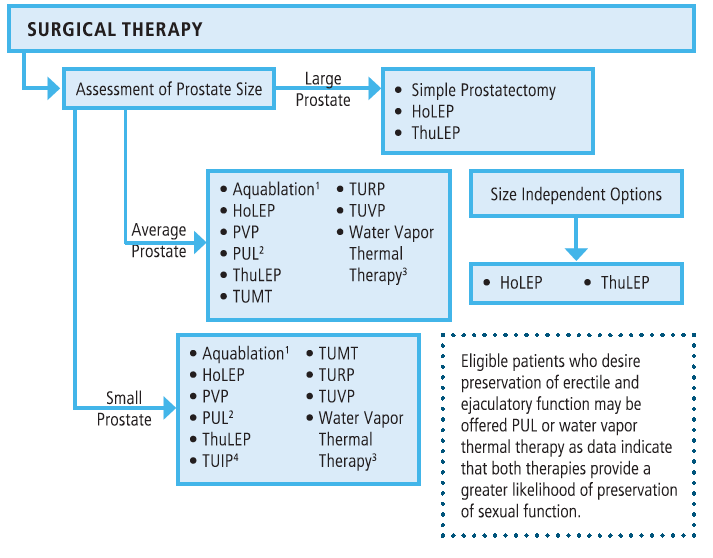 SURGICAL THERAPY
Assessment of Prostate Size
Large
Prostate
• Simple Prostatectomy
• HoLEP
• ThuLEP
Average
Prostate
• Aquablation¹
• HoLEP
• PVP
• PUL²
• ThuLEP
• TUMT
• TURP
• TUVP
• Water Vapor
Thermal
Therapy³
Size Independent Options
• HoLEP
• ThuLEP
Small
Prostate
• Aquablation¹
• HoLEP
• PVP
• PUL²
• ThuLEP
• TUIP⁴
• TUMT
• TURP
• TUVP
• Water Vapor
Thermal
Therapy³
Eligible patients who desire
preservation of erectile and
ejaculatory function may be
offered PUL or water vapor
thermal therapy as data indicate
that both therapies provide a
greater likelihood of preservation
of sexual function.